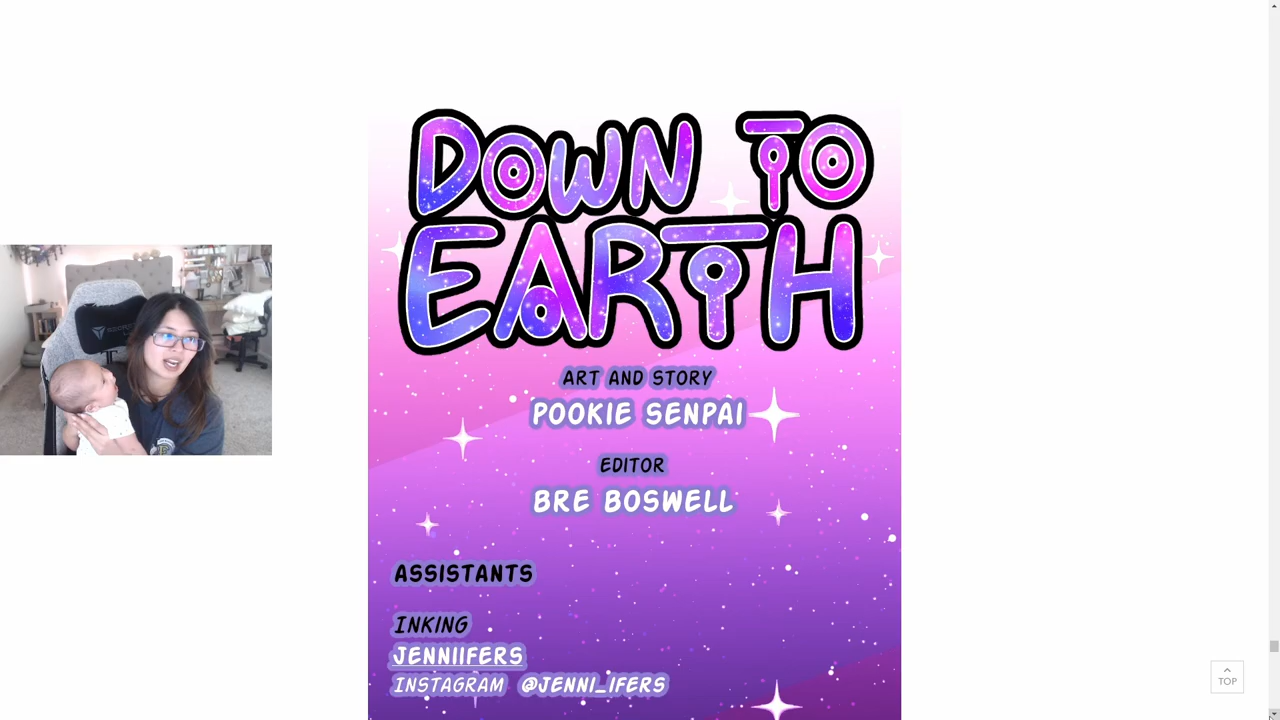 DOWN TO
EARTH
ART AND STORY
POOKIE SENPAI
EDITOR
BRE BOSWELL
ASSISTANTS
INKING
JENNIIFERS
INSTAGRAM @JENNI_IFERS
TOP